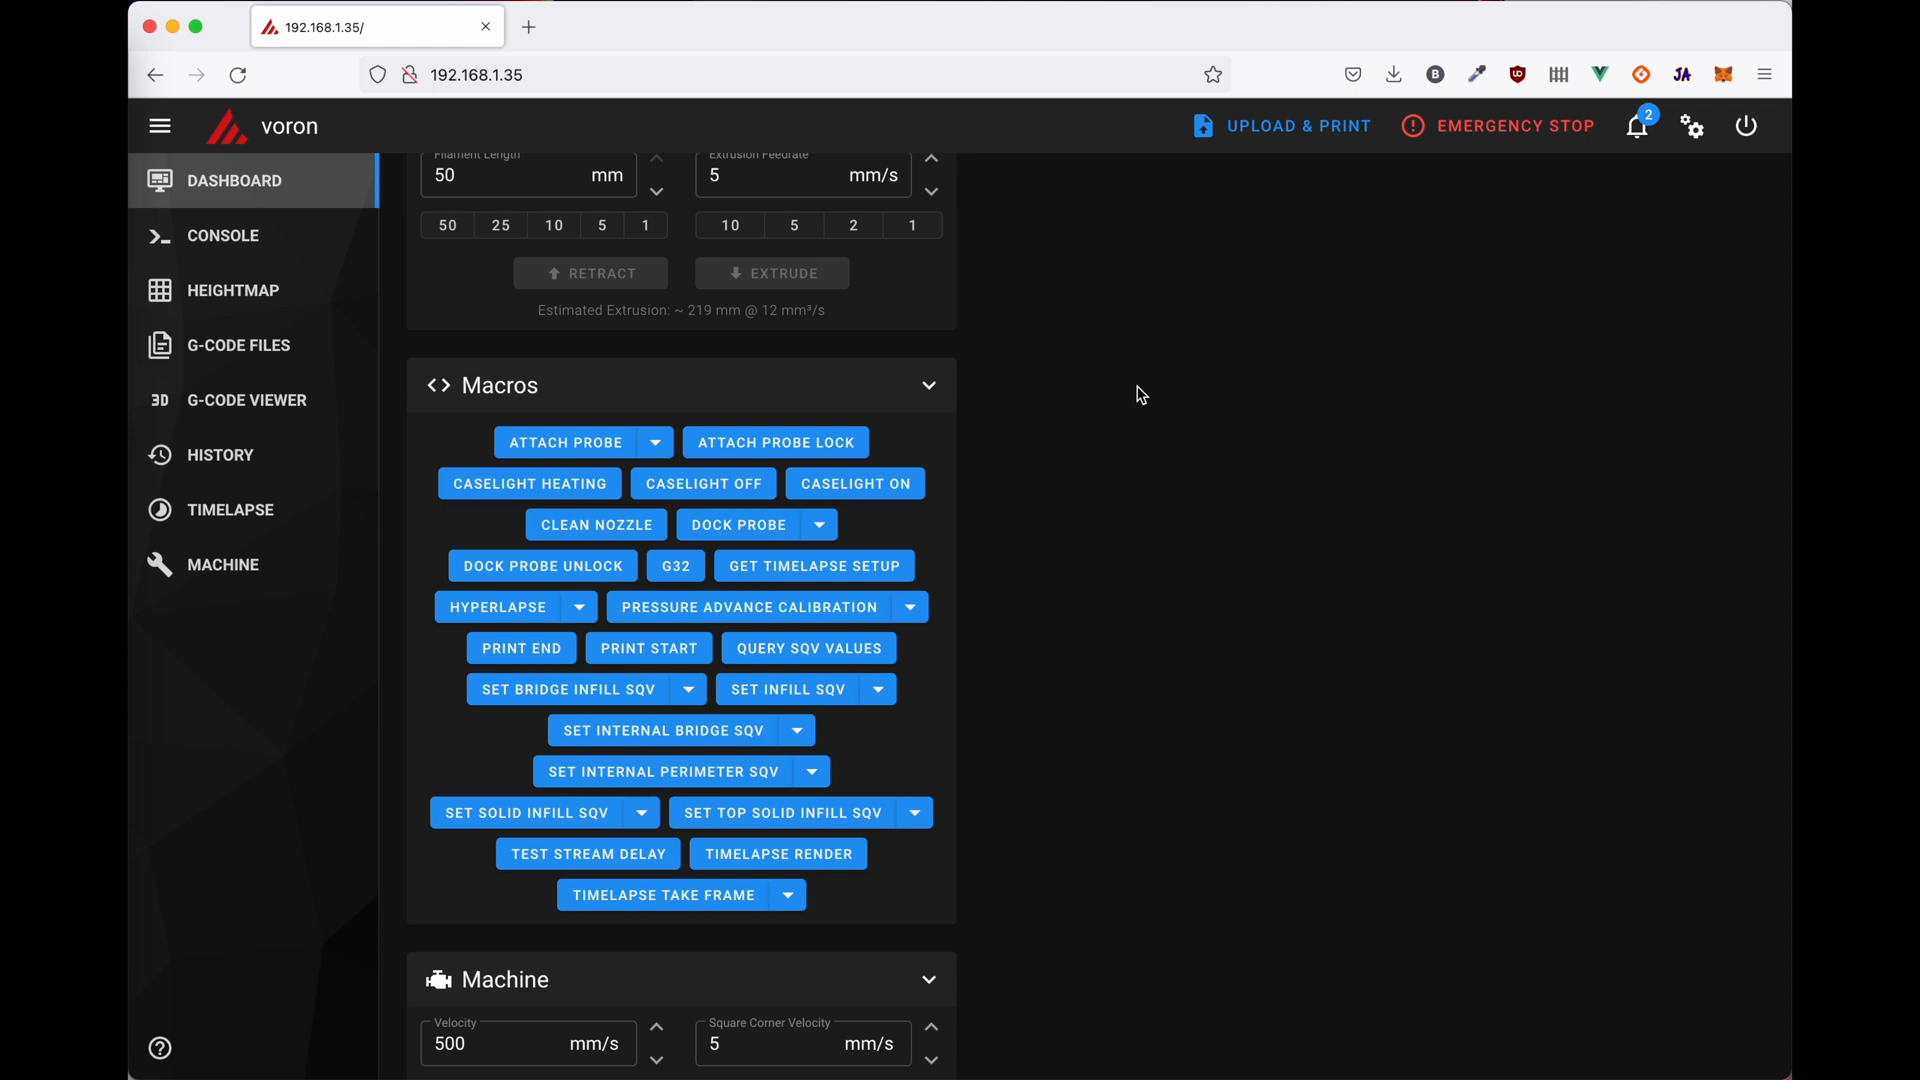 192.168.1.35/
192.168.1.35
voron
UPLOAD & PRINT
EMERGENCY STOP
2
DASHBOARD
CONSOLE
HEIGHTMAP
G-CODE FILES
3D G-CODE VIEWER
HISTORY
TIMELAPSE
MACHINE
Filament Length
50 mm
Extrusion Feedrate
5 mm/s
50 25 10 5 1
10 5 2 1
RETRACT
EXTRUDE
Estimated Extrusion: ~ 219 mm @ 12 mm³/s
Macros
ATTACH PROBE
ATTACH PROBE LOCK
CASELIGHT HEATING
CASELIGHT OFF
CASELIGHT ON
CLEAN NOZZLE
DOCK PROBE
DOCK PROBE UNLOCK
G32
GET TIMELAPSE SETUP
HYPERLAPSE
PRESSURE ADVANCE CALIBRATION
PRINT END
PRINT START
QUERY SQV VALUES
SET BRIDGE INFILL SQV
SET INFILL SQV
SET INTERNAL BRIDGE SQV
SET INTERNAL PERIMETER SQV
SET SOLID INFILL SQV
SET TOP SOLID INFILL SQV
TEST STREAM DELAY
TIMELAPSE RENDER
TIMELAPSE TAKE FRAME
Machine
Velocity
500 mm/s
Square Corner Velocity
5 mm/s